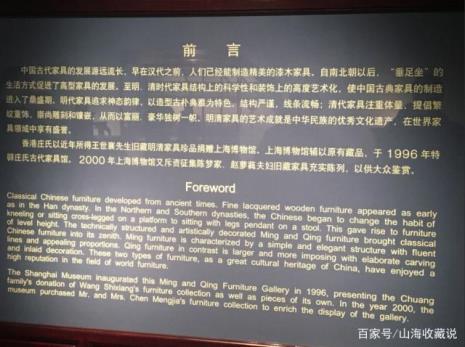 前 言
中国古代家具的发展源远流长，早在汉代之前，人们已经能制造精美的漆木家具。自南北朝以后，“垂足坐”的
生活方式促进了高型家具的发展。至明、清时代家具结构上的科学性和装饰上的高度艺术化，使中国古典家具的制造
进入了鼎盛期。明代家具追求神态韵律，以造型古朴典雅为特色，结构严谨，线条流畅；清代家具注重体量，提倡
繁纹重饰，崇尚雕刻和镶嵌，从而以富丽、豪华独树一帜。明清家具的艺术成就是中华民族的优秀文化遗产，在世界家
具领域中享有盛誉。
香港庄氏以近年所得王世襄先生旧藏明清家具珍品捐赠上海博物馆。上海博物馆辅以原有藏品，于 1996 年特
辟庄氏古代家具馆。2000 年上海博物馆又斥资征集陈梦家、赵萝蕤夫妇旧藏家具充实陈列，以供大众鉴赏。
Foreword
Classical Chinese furniture developed from ancient times. Fine lacquered wooden furniture appeared as early
as in the Han dynasty. In the Northern and Southern dynasties, the Chinese began to change the habit of
kneeling or sitting cross-legged on a platform to sitting with legs pendant on a stool. This gave rise to furniture
of level height. The technically structured and artistically decorated Ming and Qing furniture brought classical
Chinese furniture into its zenith. Ming furniture is characterized by a simple and elegant structure with fluent
lines and appealing proportions. Qing furniture in contrast is larger and more imposing with elaborate carving
and inlaid decoration. These two types of furniture, as a great cultural heritage of China, have enjoyed a
high reputation in the field of world furniture.
The Shanghai Museum inaugurated this Ming and Qing Furniture Gallery in 1996, presenting the Chuang
family's donation of Wang Shixiang's furniture collection as well as pieces of its own. In the year 2000, the
museum purchased Mr. and Mrs. Chen Mengjia's furniture collection to enrich the display of the gallery.
百家号/山海收藏说